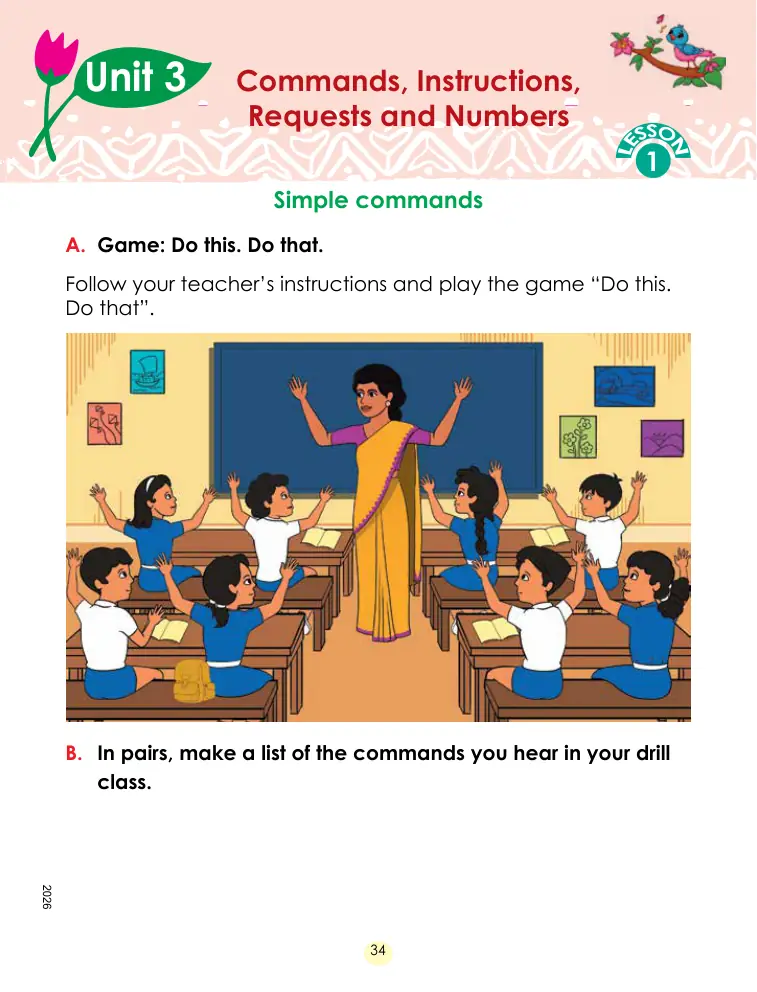 Unit 3
Commands, Instructions,
Requests and Numbers
LESSON
1
Simple commands
A. Game: Do this. Do that.
Follow your teacher’s instructions and play the game “Do this.
Do that”.
B. In pairs, make a list of the commands you hear in your drill
class.
2026
34